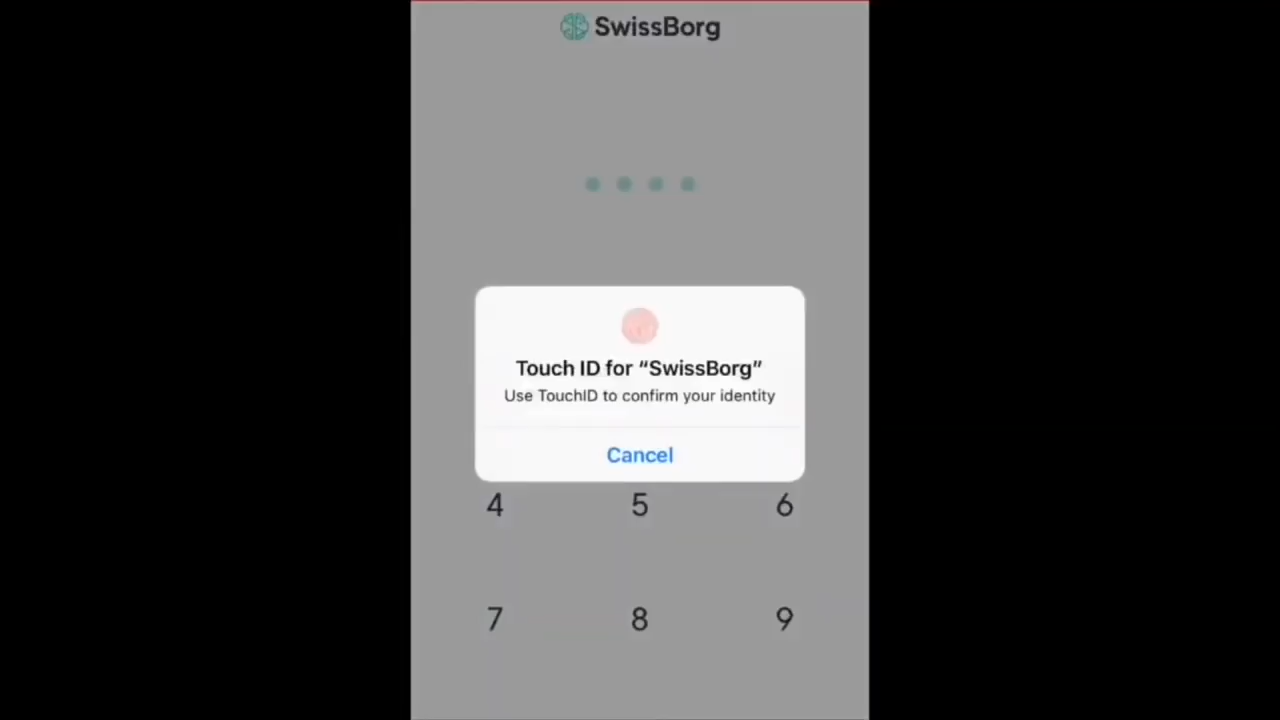 SwissBorg
Touch ID for “SwissBorg”
Use TouchID to confirm your identity
Cancel
4 5 6
7 8 9